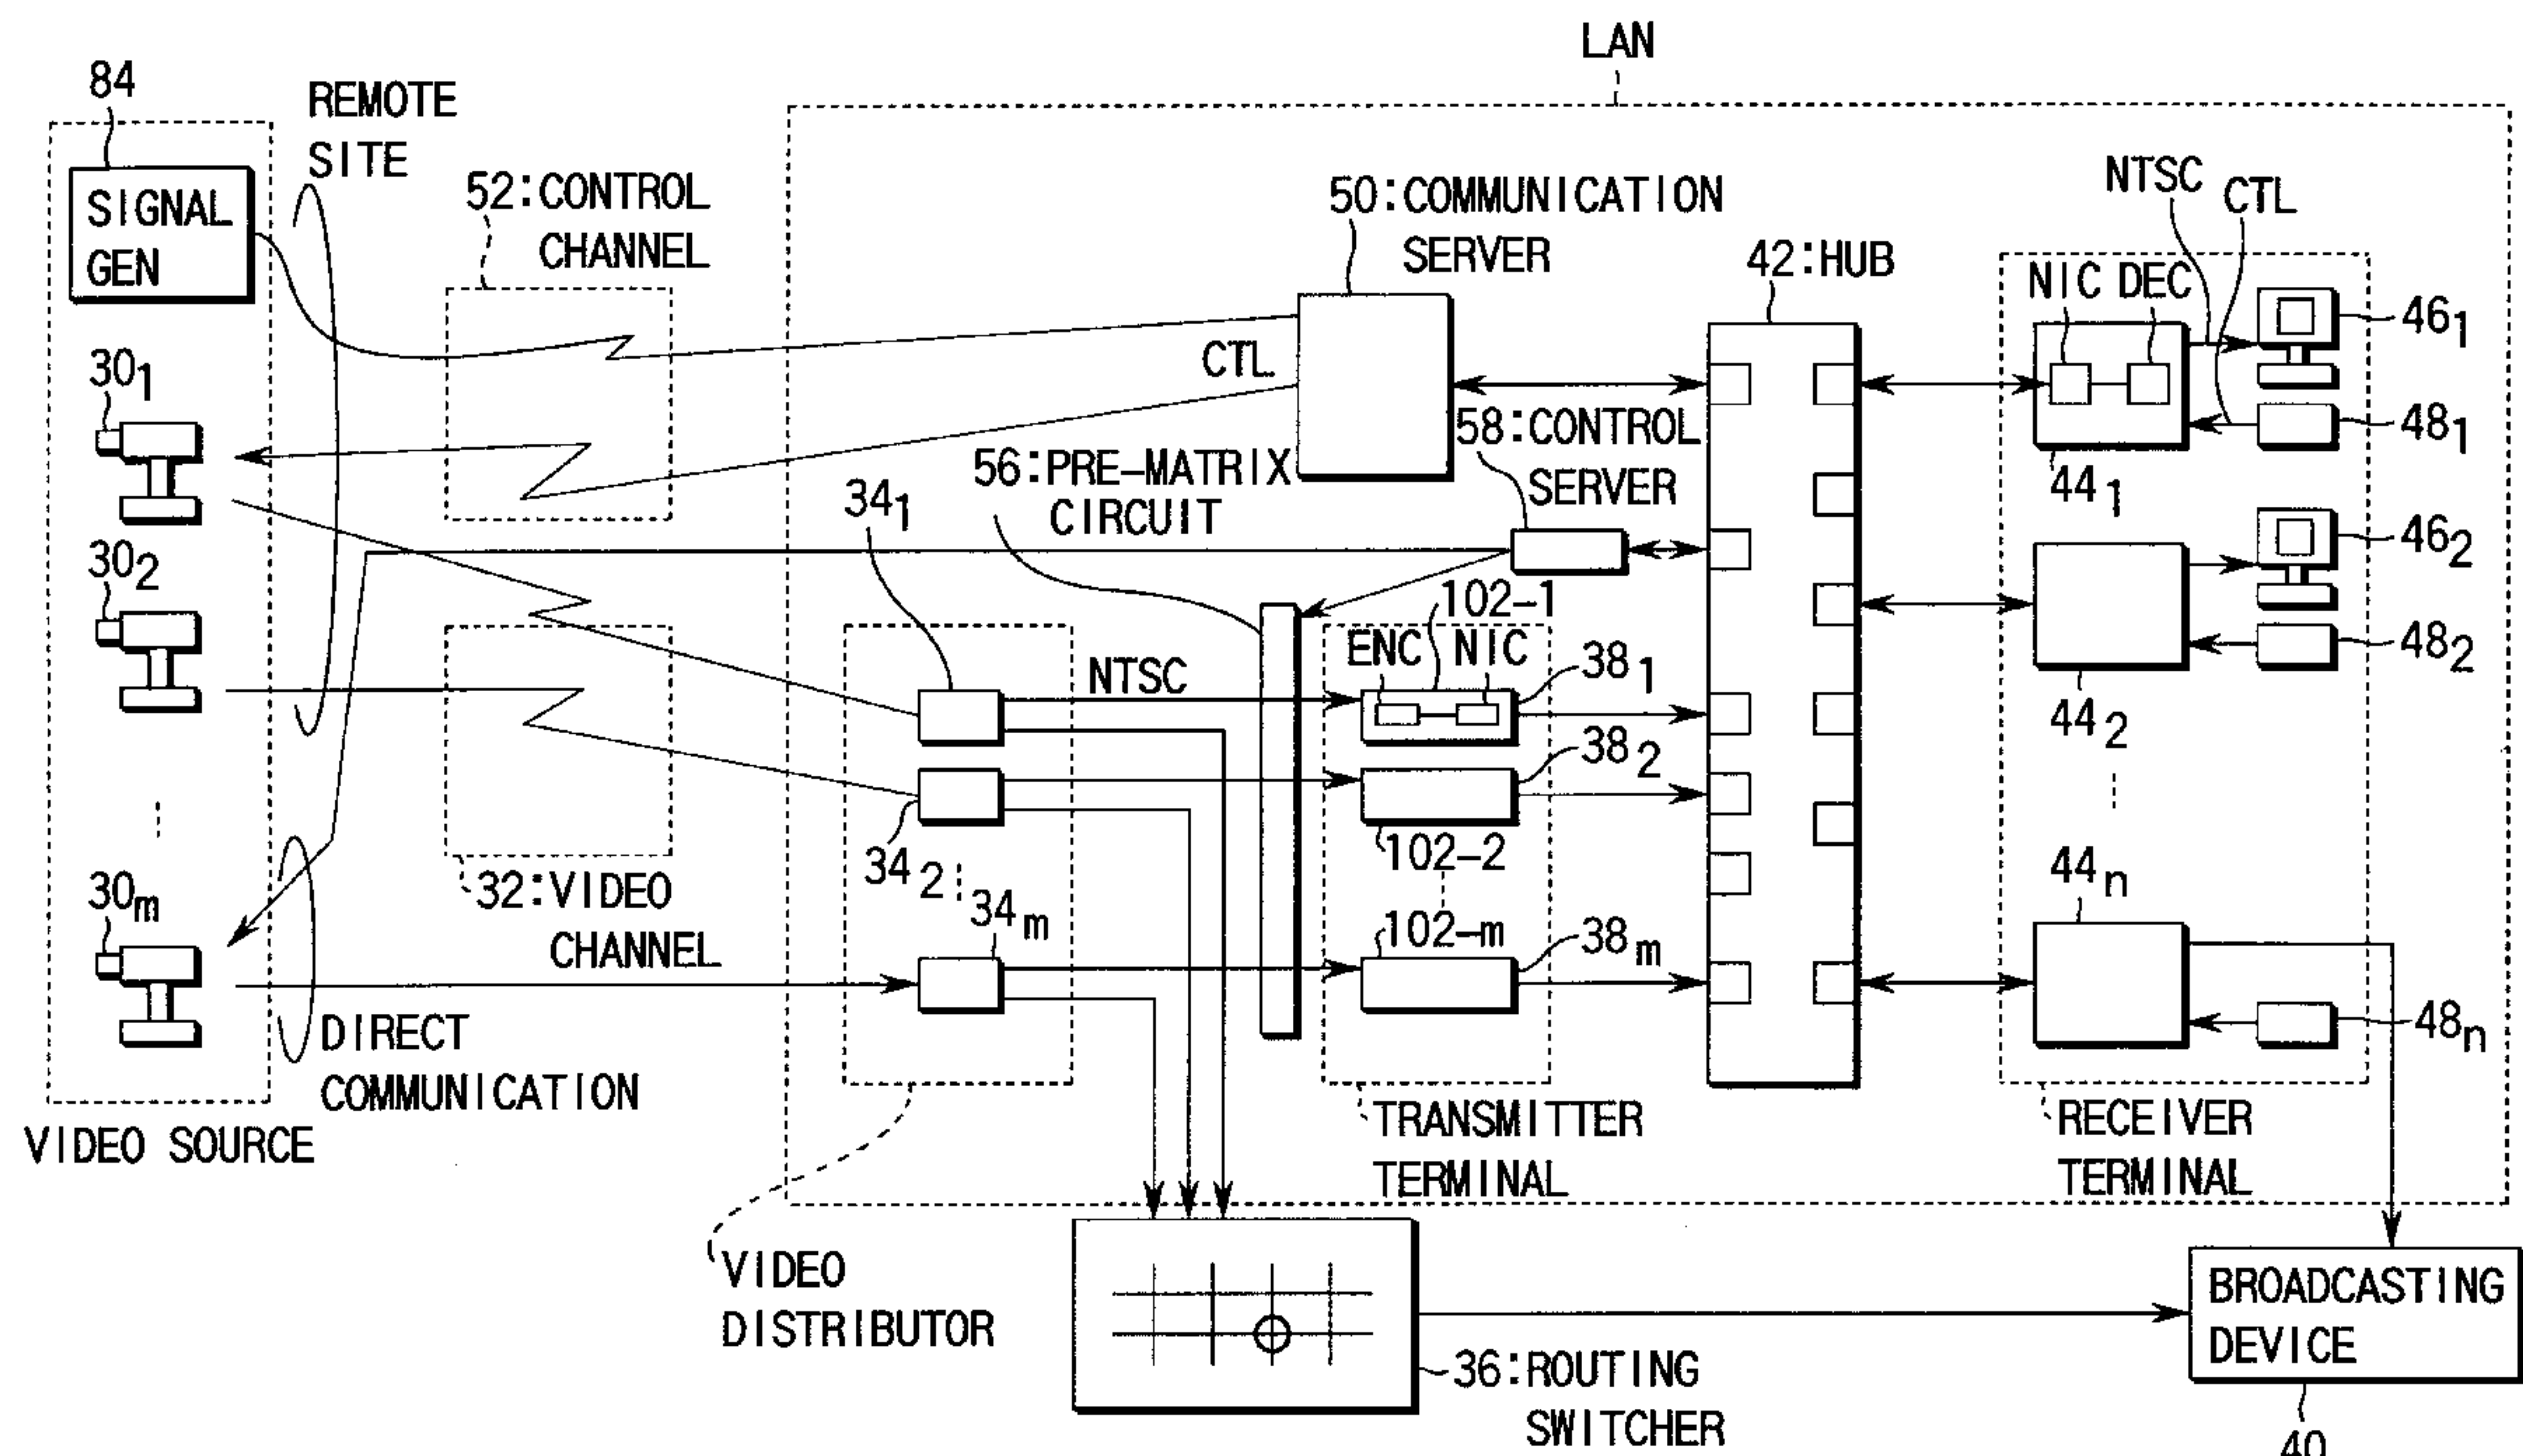 LAN
84
REMOTE
SITE
SIGNAL
GEN
52:CONTROL
CHANNEL
50:COMMUNICATION
SERVER
42:HUB
NTSC
CTL
NIC DEC
46₁
48₁
44₁
30₁
CTL
58:CONTROL
SERVER
56:PRE-MATRIX
CIRCUIT
34₁
30₂
46₂
48₂
44₂
102-1
ENC NIC
38₁
NTSC
38₂
102-2
34₂
32:VIDEO
CHANNEL
34m
102-m
38m
44n
48n
30m
DIRECT
COMMUNICATION
VIDEO SOURCE
TRANSMITTER
TERMINAL
RECEIVER
TERMINAL
VIDEO
DISTRIBUTOR
36:ROUTING
SWITCHER
BROADCASTING
DEVICE
40